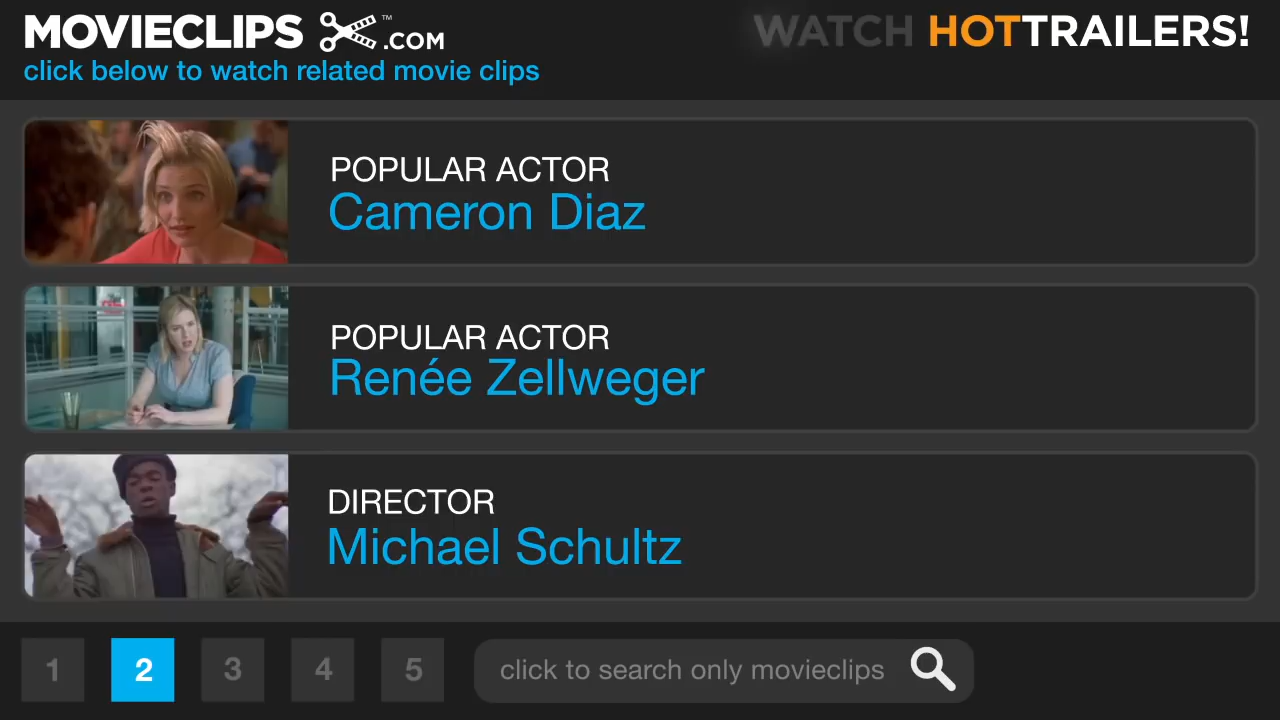 MOVIECLIPS ™ .COM
WATCH HOTTRAILERS!
click below to watch related movie clips
POPULAR ACTOR
Cameron Diaz
POPULAR ACTOR
Renée Zellweger
DIRECTOR
Michael Schultz
1 2 3 4 5 click to search only movieclips